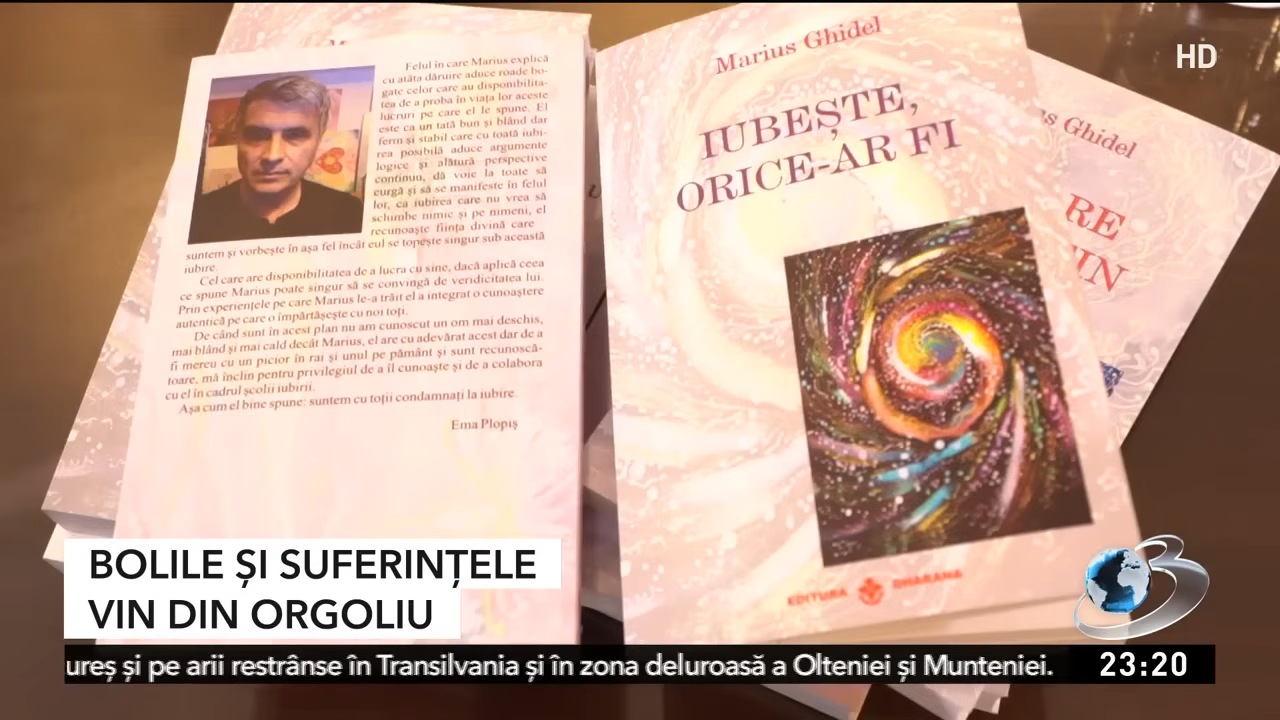 HD
Felul în care Marius explică
cu atâta dăruire aduce roade bo-
gate celor care au disponibilita-
tea de a proba în viața lor aceste
lucruri pe care el le spune. El
este ca un tată bun și blând dar
ferm și stabil care cu toată iubi-
rea posibilă aduce argumente
logice și alătură perspective
continuu, dă voie la toate să
curgă și să se manifeste în felul
lor, ca iubirea care nu vrea să
schimbe nimic și pe nimeni, el
recunoaște ființa divină care
suntem și vorbește în așa fel încât eul se topește singur sub această
iubire.
Cel care are disponibilitatea de a lucra cu sine, dacă aplică ceea
ce spune Marius poate singur să se convingă de veridicitatea lui.
Prin experiențele pe care Marius le-a trăit el a integrat o cunoaștere
autentică pe care o împărtășește cu noi toți.
De când sunt în acest plan nu am cunoscut un om mai deschis,
mai blând și mai cald decât Marius, el are cu adevărat acest dar de a
fi mereu cu un picior în rai și unul pe pământ și sunt recunoscă-
toare, mă înclin pentru privilegiul de a îl cunoaște și de a colabora
cu el în cadrul școlii iubirii.
Așa cum el bine spune: suntem cu toții condamnați la iubire.
Ema Plopiș
Marius Ghidel
IUBEȘTE,
ORICE-AR FI
EDITURA DHARANA
us Ghidel
RE
IN
BOLILE ȘI SUFERINȚELE
VIN DIN ORGOLIU
3
ureș și pe arii restrânse în Transilvania și în zona deluroasă a Olteniei și Munteniei.
23:20